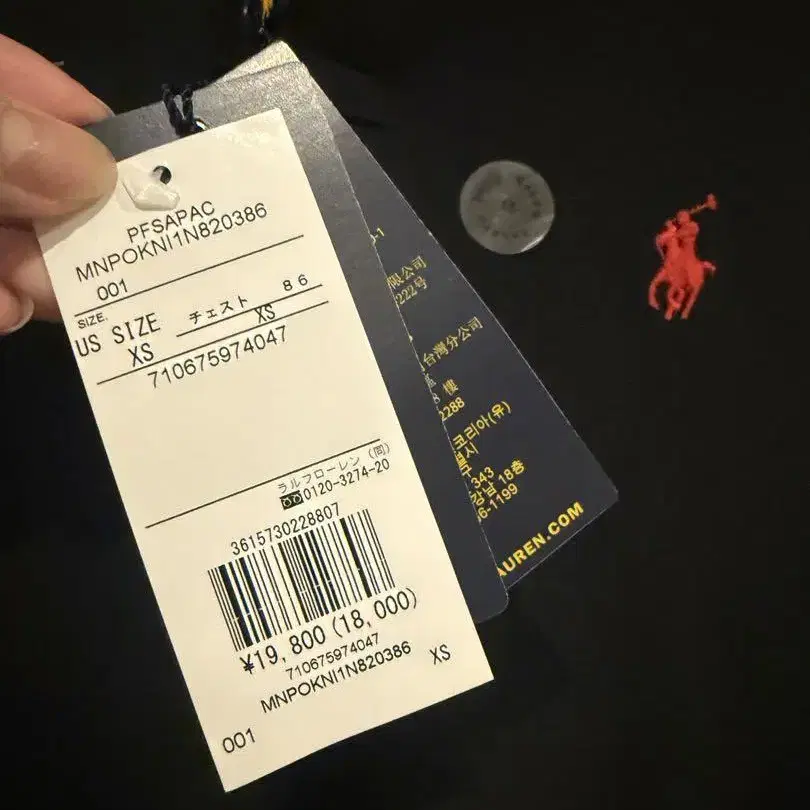 PFSAPAC
MNPOKNI1N820386
001
SIZE.
US SIZE チェスト 86
XS XS
710675974047
ラルフローレン (同)
0120-3274-20
3615730228807
¥19,800 (18,000)
710675974047
MNPOKNI1N820386 XS
001
-1
限公司
222号
台灣分公司
8 樓
2288
코리아(유)
343
강남 18층
6-1199
AUREN.COM